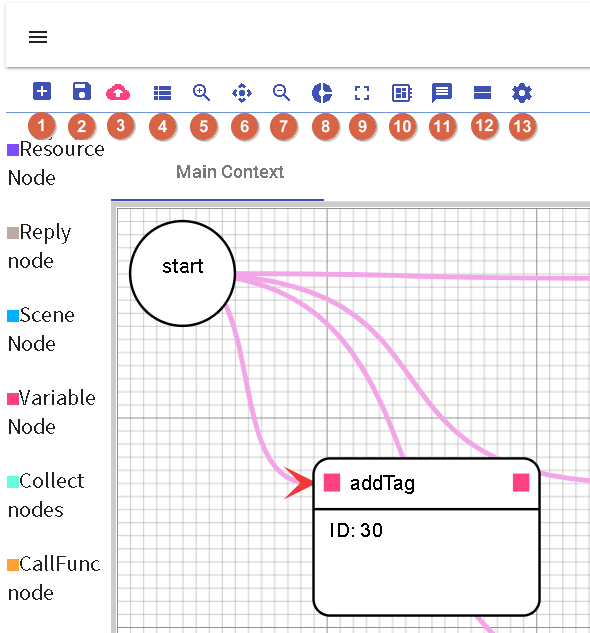 1 2 3 4 5 6 7 8 9 10 11 12 13
Resource
Node
Reply
node
Scene
Node
Variable
Node
Collect
nodes
CallFunc
node
Main Context
start
addTag
ID: 30